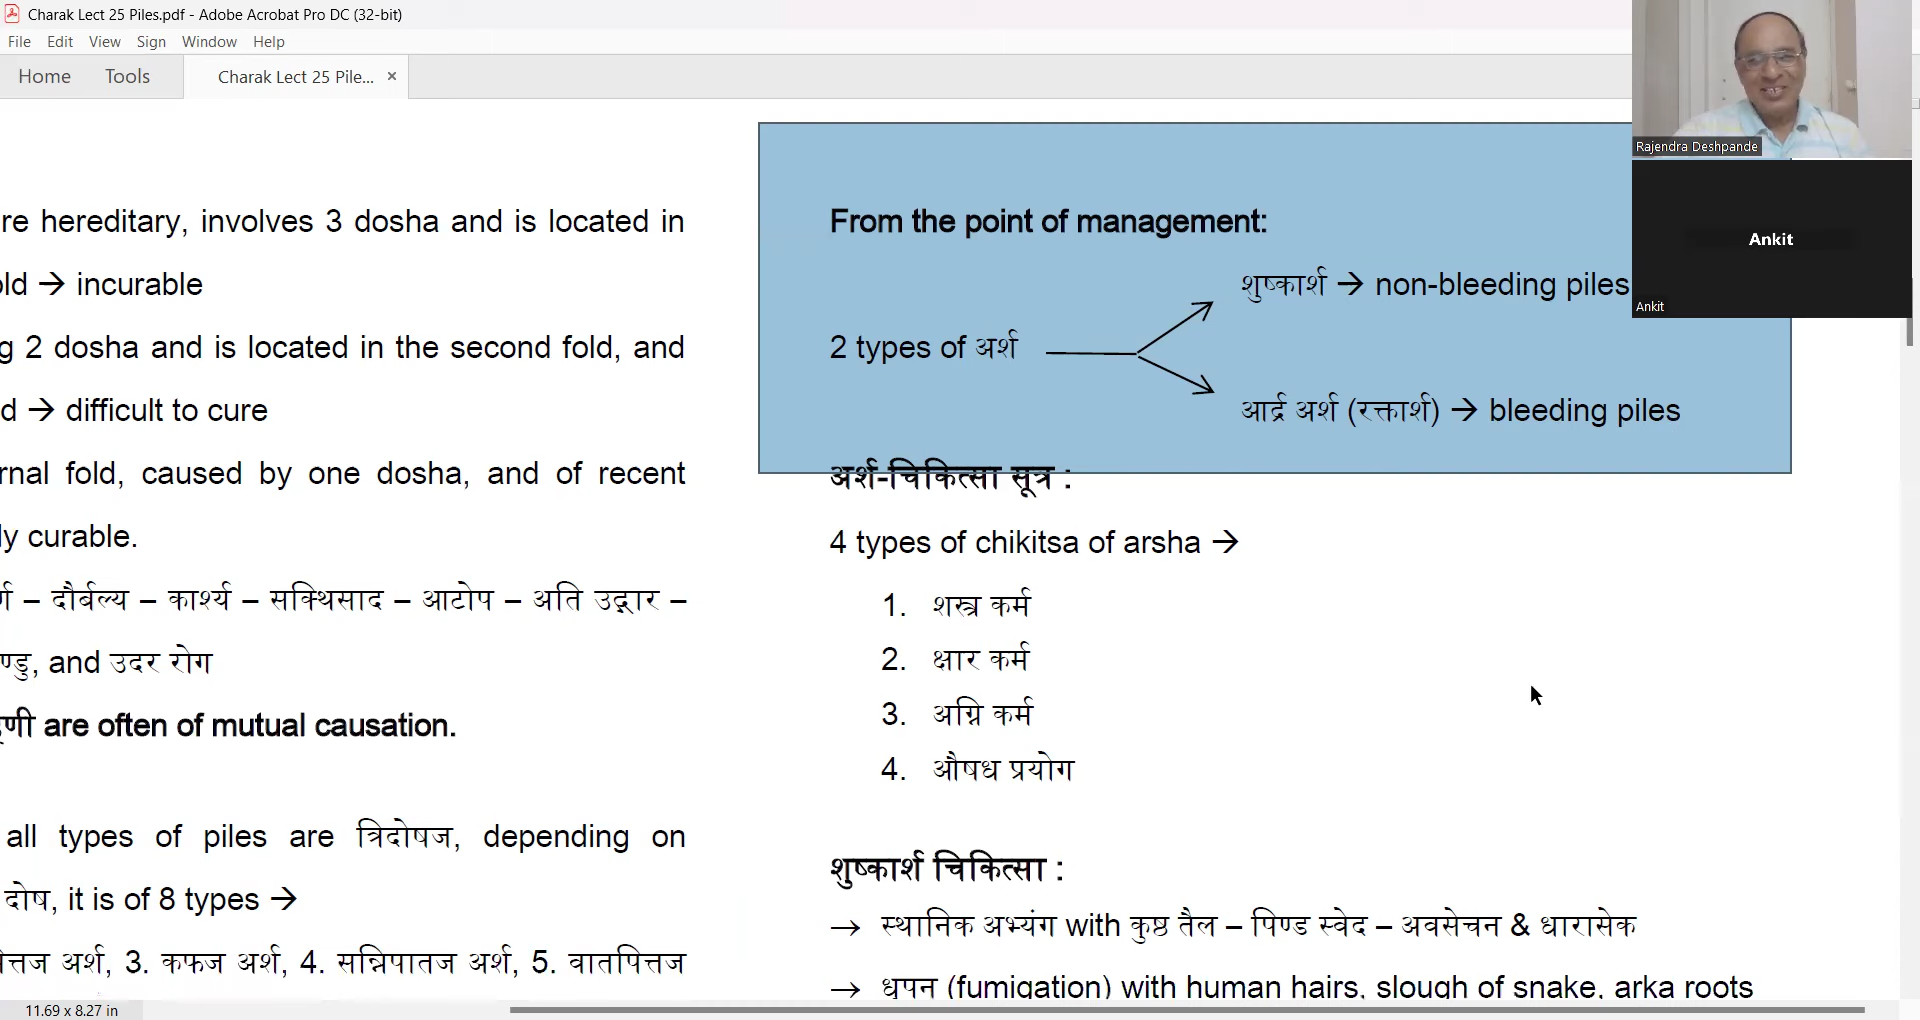 Charak Lect 25 Piles.pdf - Adobe Acrobat Pro DC (32-bit)
File Edit View Sign Window Help
Home Tools Charak Lect 25 Pile... ×
re hereditary, involves 3 dosha and is located in
old → incurable
g 2 dosha and is located in the second fold, and
d → difficult to cure
rnal fold, caused by one dosha, and of recent
ly curable.
– दौर्बल्य – कार्श्य – सक्थिसाद – आटोप – अति उद्गार –
ण्डु, and उदर रोग
णी are often of mutual causation.
all types of piles are त्रिदोषज, depending on
दोष, it is of 8 types →
त्तज अर्श, 3. कफज अर्श, 4. सन्निपातज अर्श, 5. वातपित्तज
From the point of management:
शुष्कार्श → non-bleeding piles
2 types of अर्श
आर्द्र अर्श (रक्तार्श) → bleeding piles
अर्श-चिकित्सा सूत्र :
4 types of chikitsa of arsha →
1. शस्त्र कर्म
2. क्षार कर्म
3. अग्नि कर्म
4. औषध प्रयोग
शुष्कार्श चिकित्सा :
→ स्थानिक अभ्यंग with कुष्ठ तैल – पिण्ड स्वेद – अवसेचन & धारासेक
→ धूपन (fumigation) with human hairs, slough of snake, arka roots
Rajendra Deshpande
Ankit
Ankit
11.69 x 8.27 in